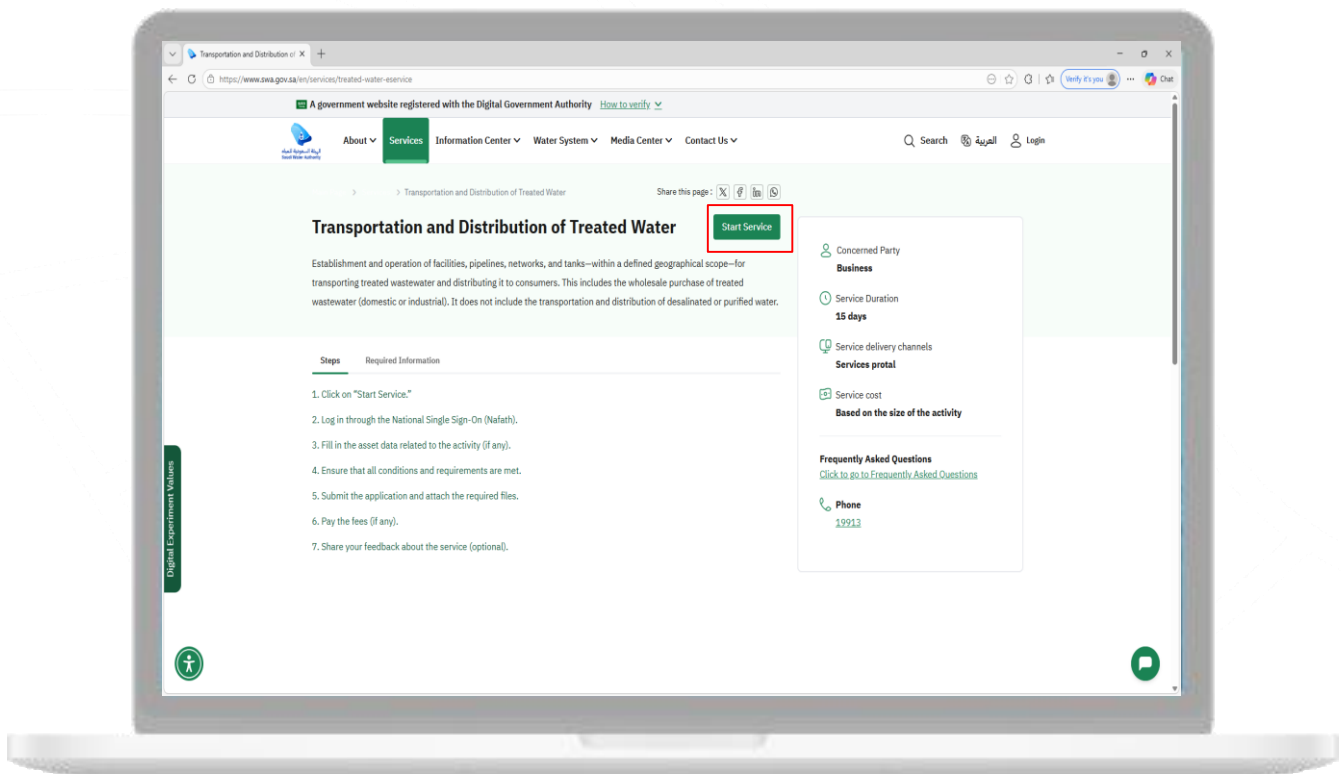 Transportation and Distribution of
https://www.swa.gov.sa/en/services/treated-water-eservice
Verify it's you
Chat
A government website registered with the Digital Government Authority How to verify
الهيئة السعودية للمياه
Saudi Water Authority
About Services Information Center Water System Media Center Contact Us
Search العربية Login
> > Transportation and Distribution of Treated Water
Share this page :
Transportation and Distribution of Treated Water
Start Service
Establishment and operation of facilities, pipelines, networks, and tanks—within a defined geographical scope—for
transporting treated wastewater and distributing it to consumers. This includes the wholesale purchase of treated
wastewater (domestic or industrial). It does not include the transportation and distribution of desalinated or purified water.
Concerned Party
Business
Service Duration
15 days
Service delivery channels
Services protal
Service cost
Based on the size of the activity
Frequently Asked Questions
Click to go to Frequently Asked Questions
Phone
19913
Steps Required Information
1. Click on "Start Service."
2. Log in through the National Single Sign-On (Nafath).
3. Fill in the asset data related to the activity (if any).
4. Ensure that all conditions and requirements are met.
5. Submit the application and attach the required files.
6. Pay the fees (if any).
7. Share your feedback about the service (optional).
Digital Experiment Values